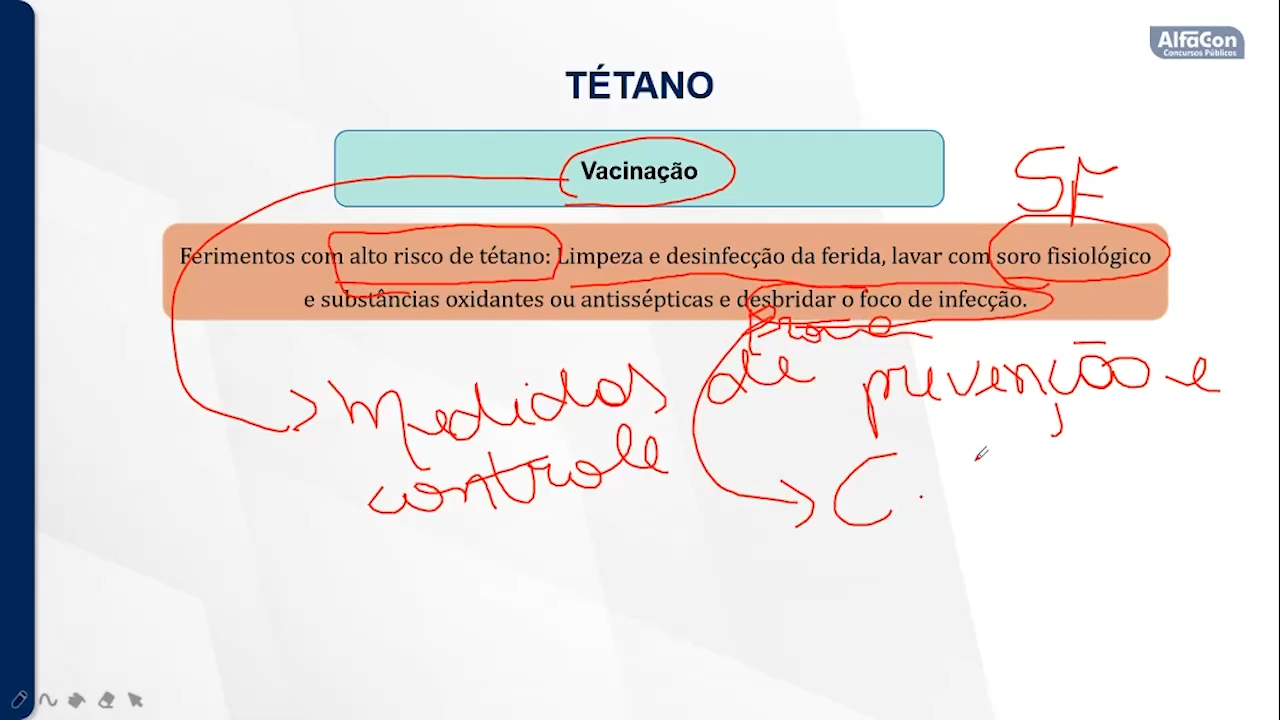 AlfaCon
Concursos Públicos
TÉTANO
Vacinação
SF
Ferimentos com alto risco de tétano: Limpeza e desinfecção da ferida, lavar com soro fisiológico
e substâncias oxidantes ou antissépticas e desbridar o foco de infecção.
Prova
Medidas de prevenção e
controle
C